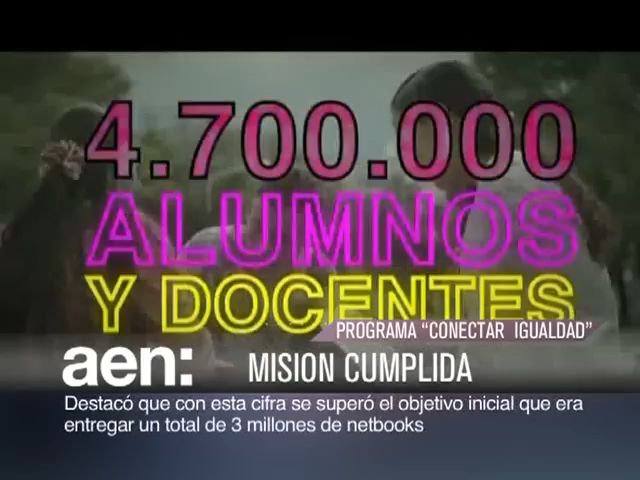 4.700.000
ALUMNOS
Y DOCENTES
PROGRAMA “CONECTAR IGUALDAD”
aen:
MISION CUMPLIDA
Destacó que con esta cifra se superó el objetivo inicial que era
entregar un total de 3 millones de netbooks